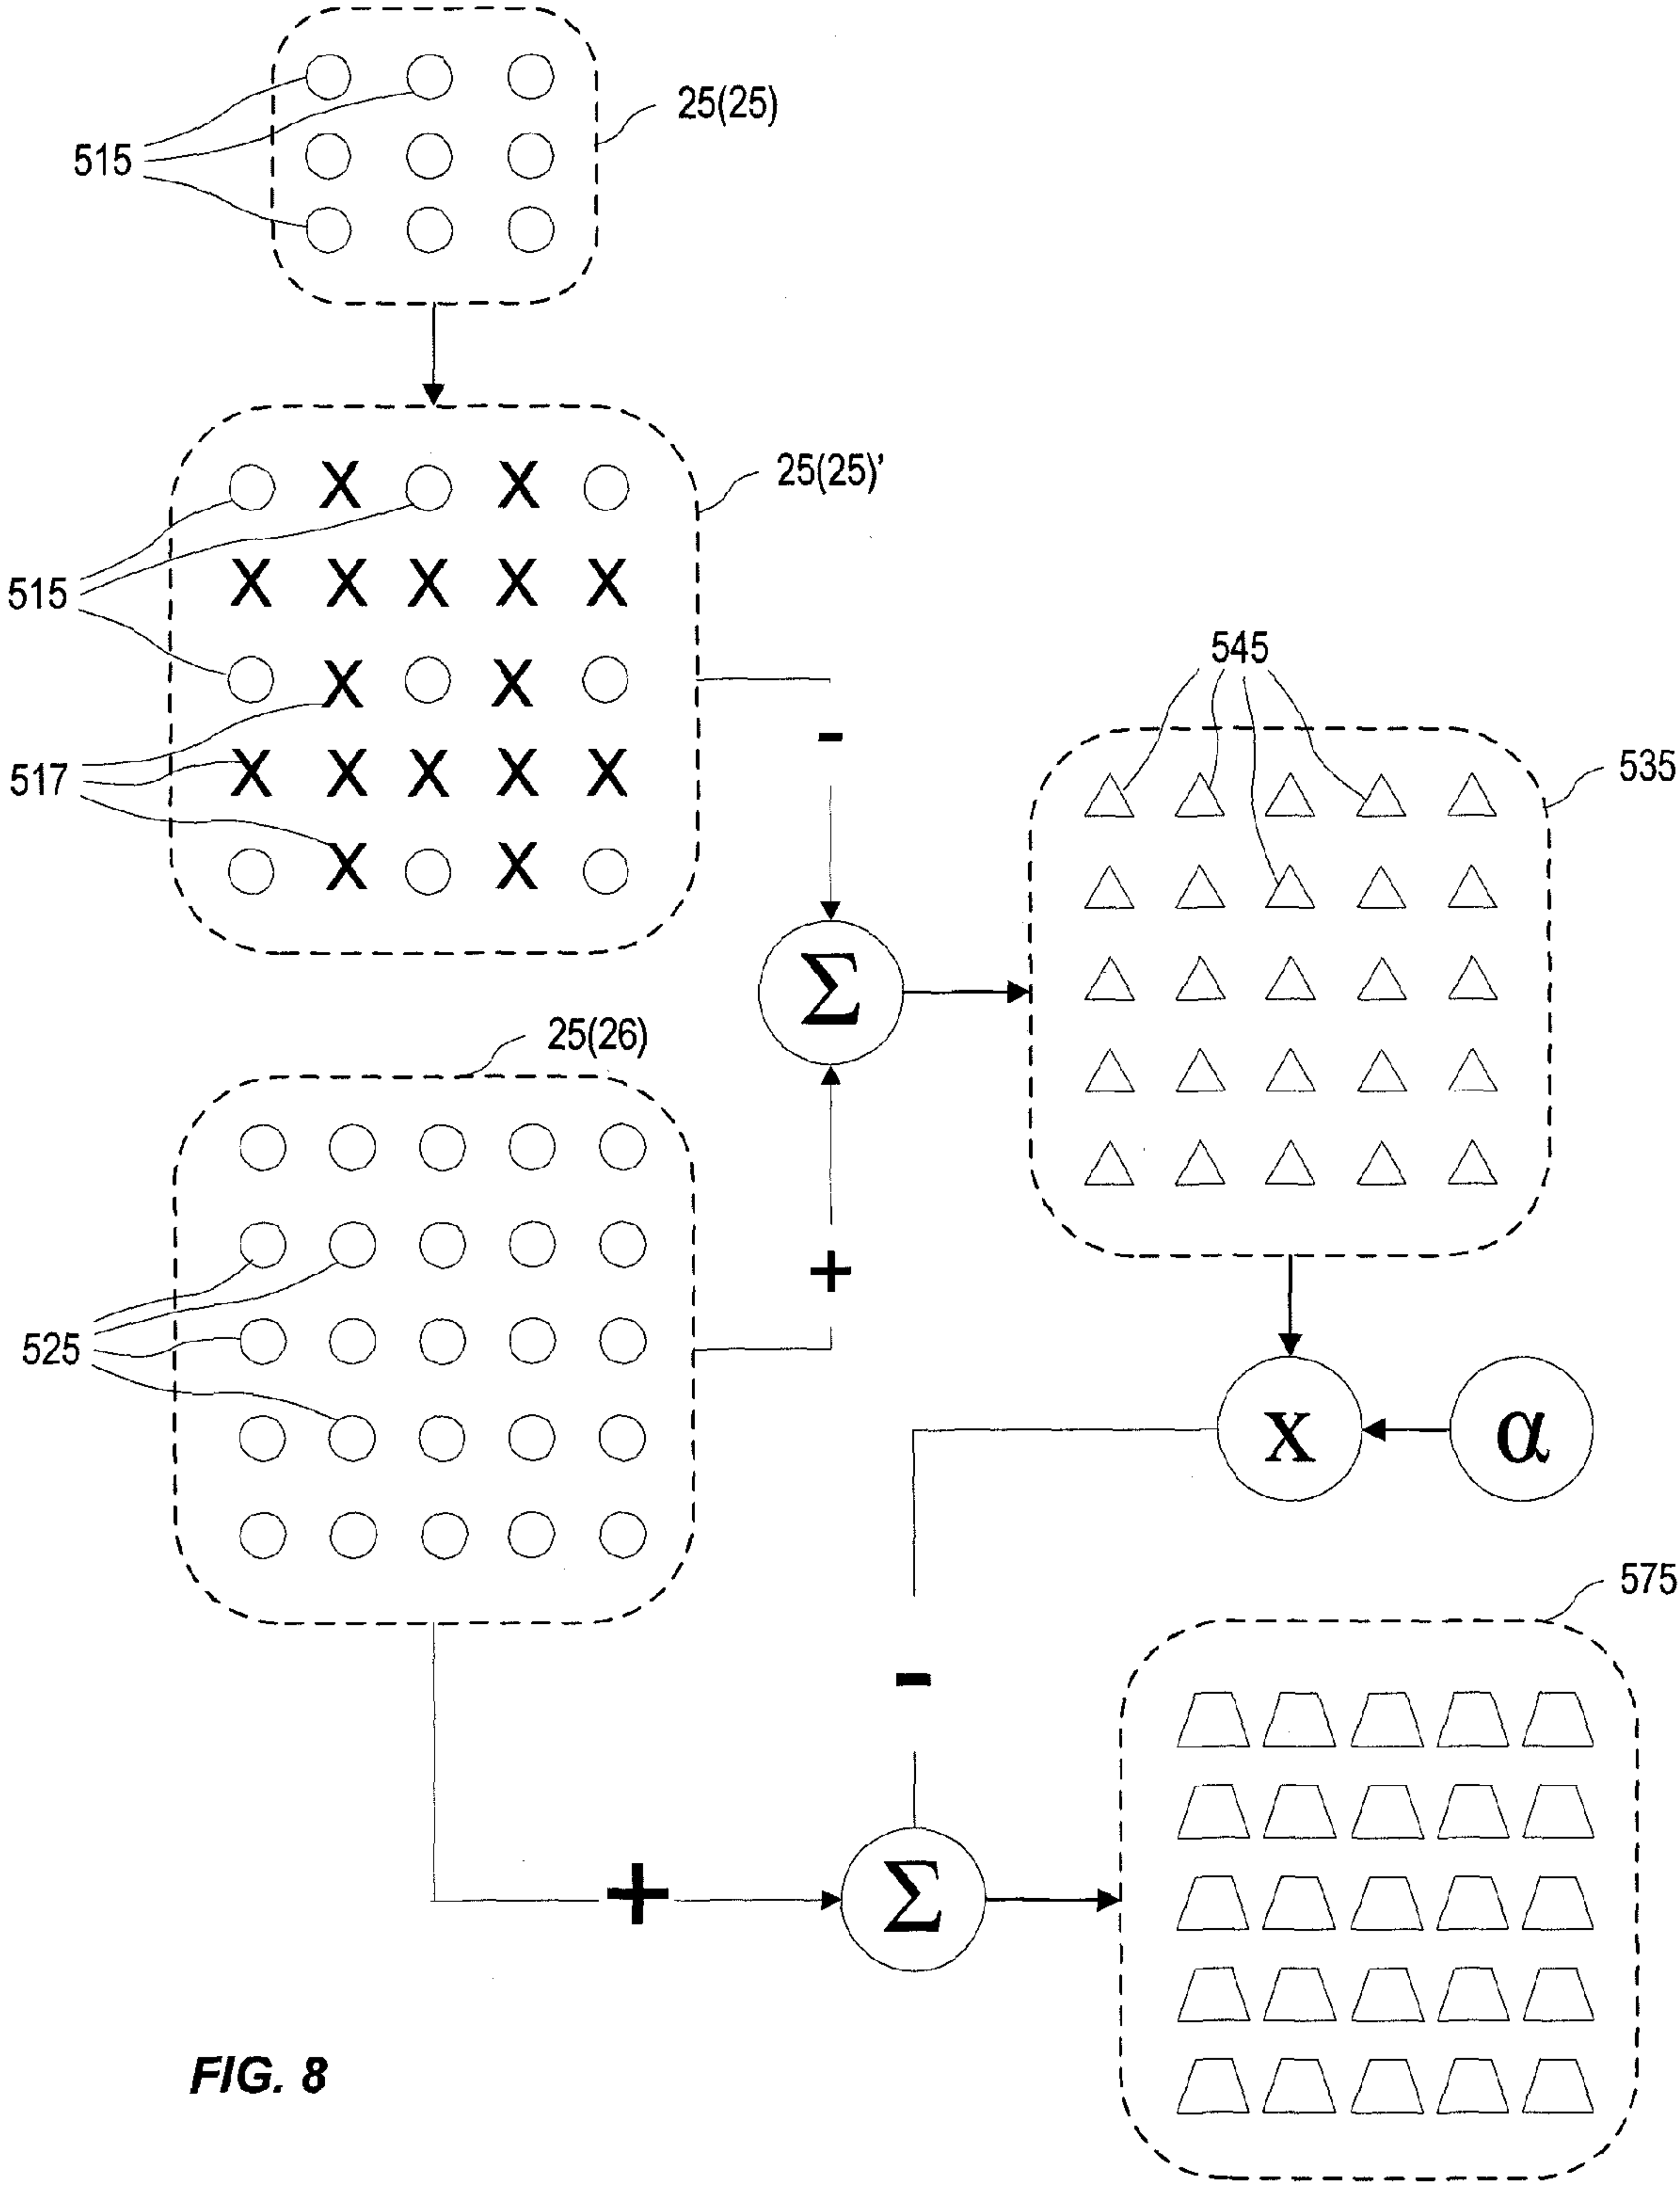 25(25)
515
X X
25(25)'
515
X X X X X
X X
517
X X X X X
X X
-
Σ
+
545
535
25(26)
525
X
α
-
+
Σ
575
FIG. 8